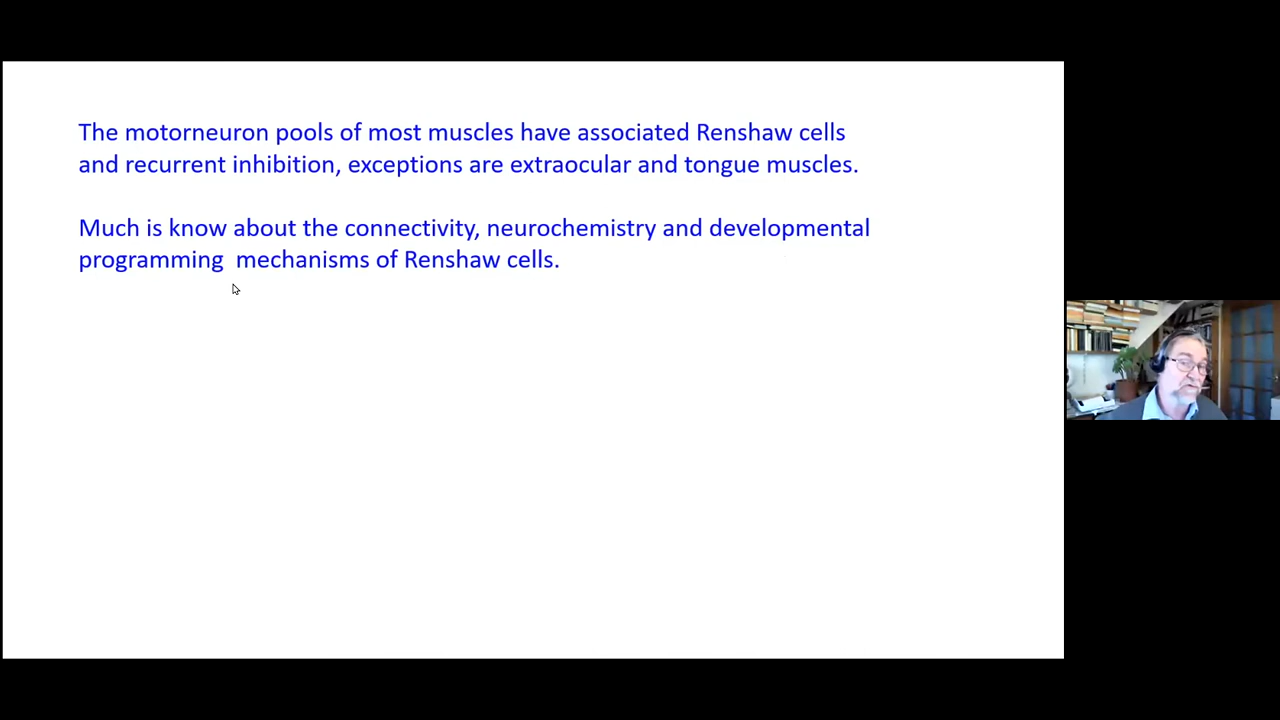 The motorneuron pools of most muscles have associated Renshaw cells
and recurrent inhibition, exceptions are extraocular and tongue muscles.
Much is know about the connectivity, neurochemistry and developmental
programming  mechanisms of Renshaw cells.